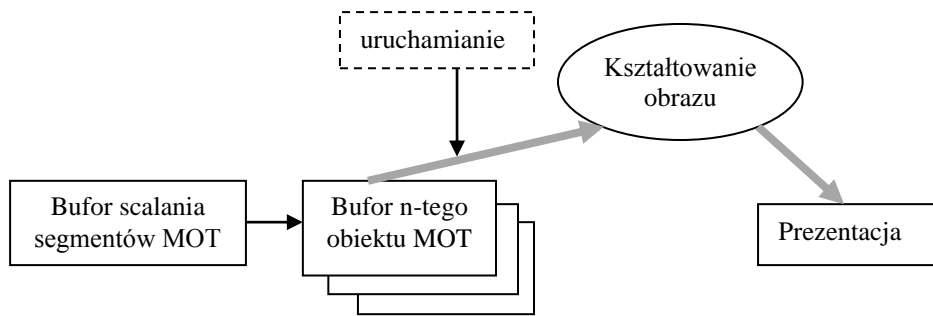 uruchamianie
Kształtowanie
obrazu
Bufor scalania
segmentów MOT
Bufor n-tego
obiektu MOT
Prezentacja